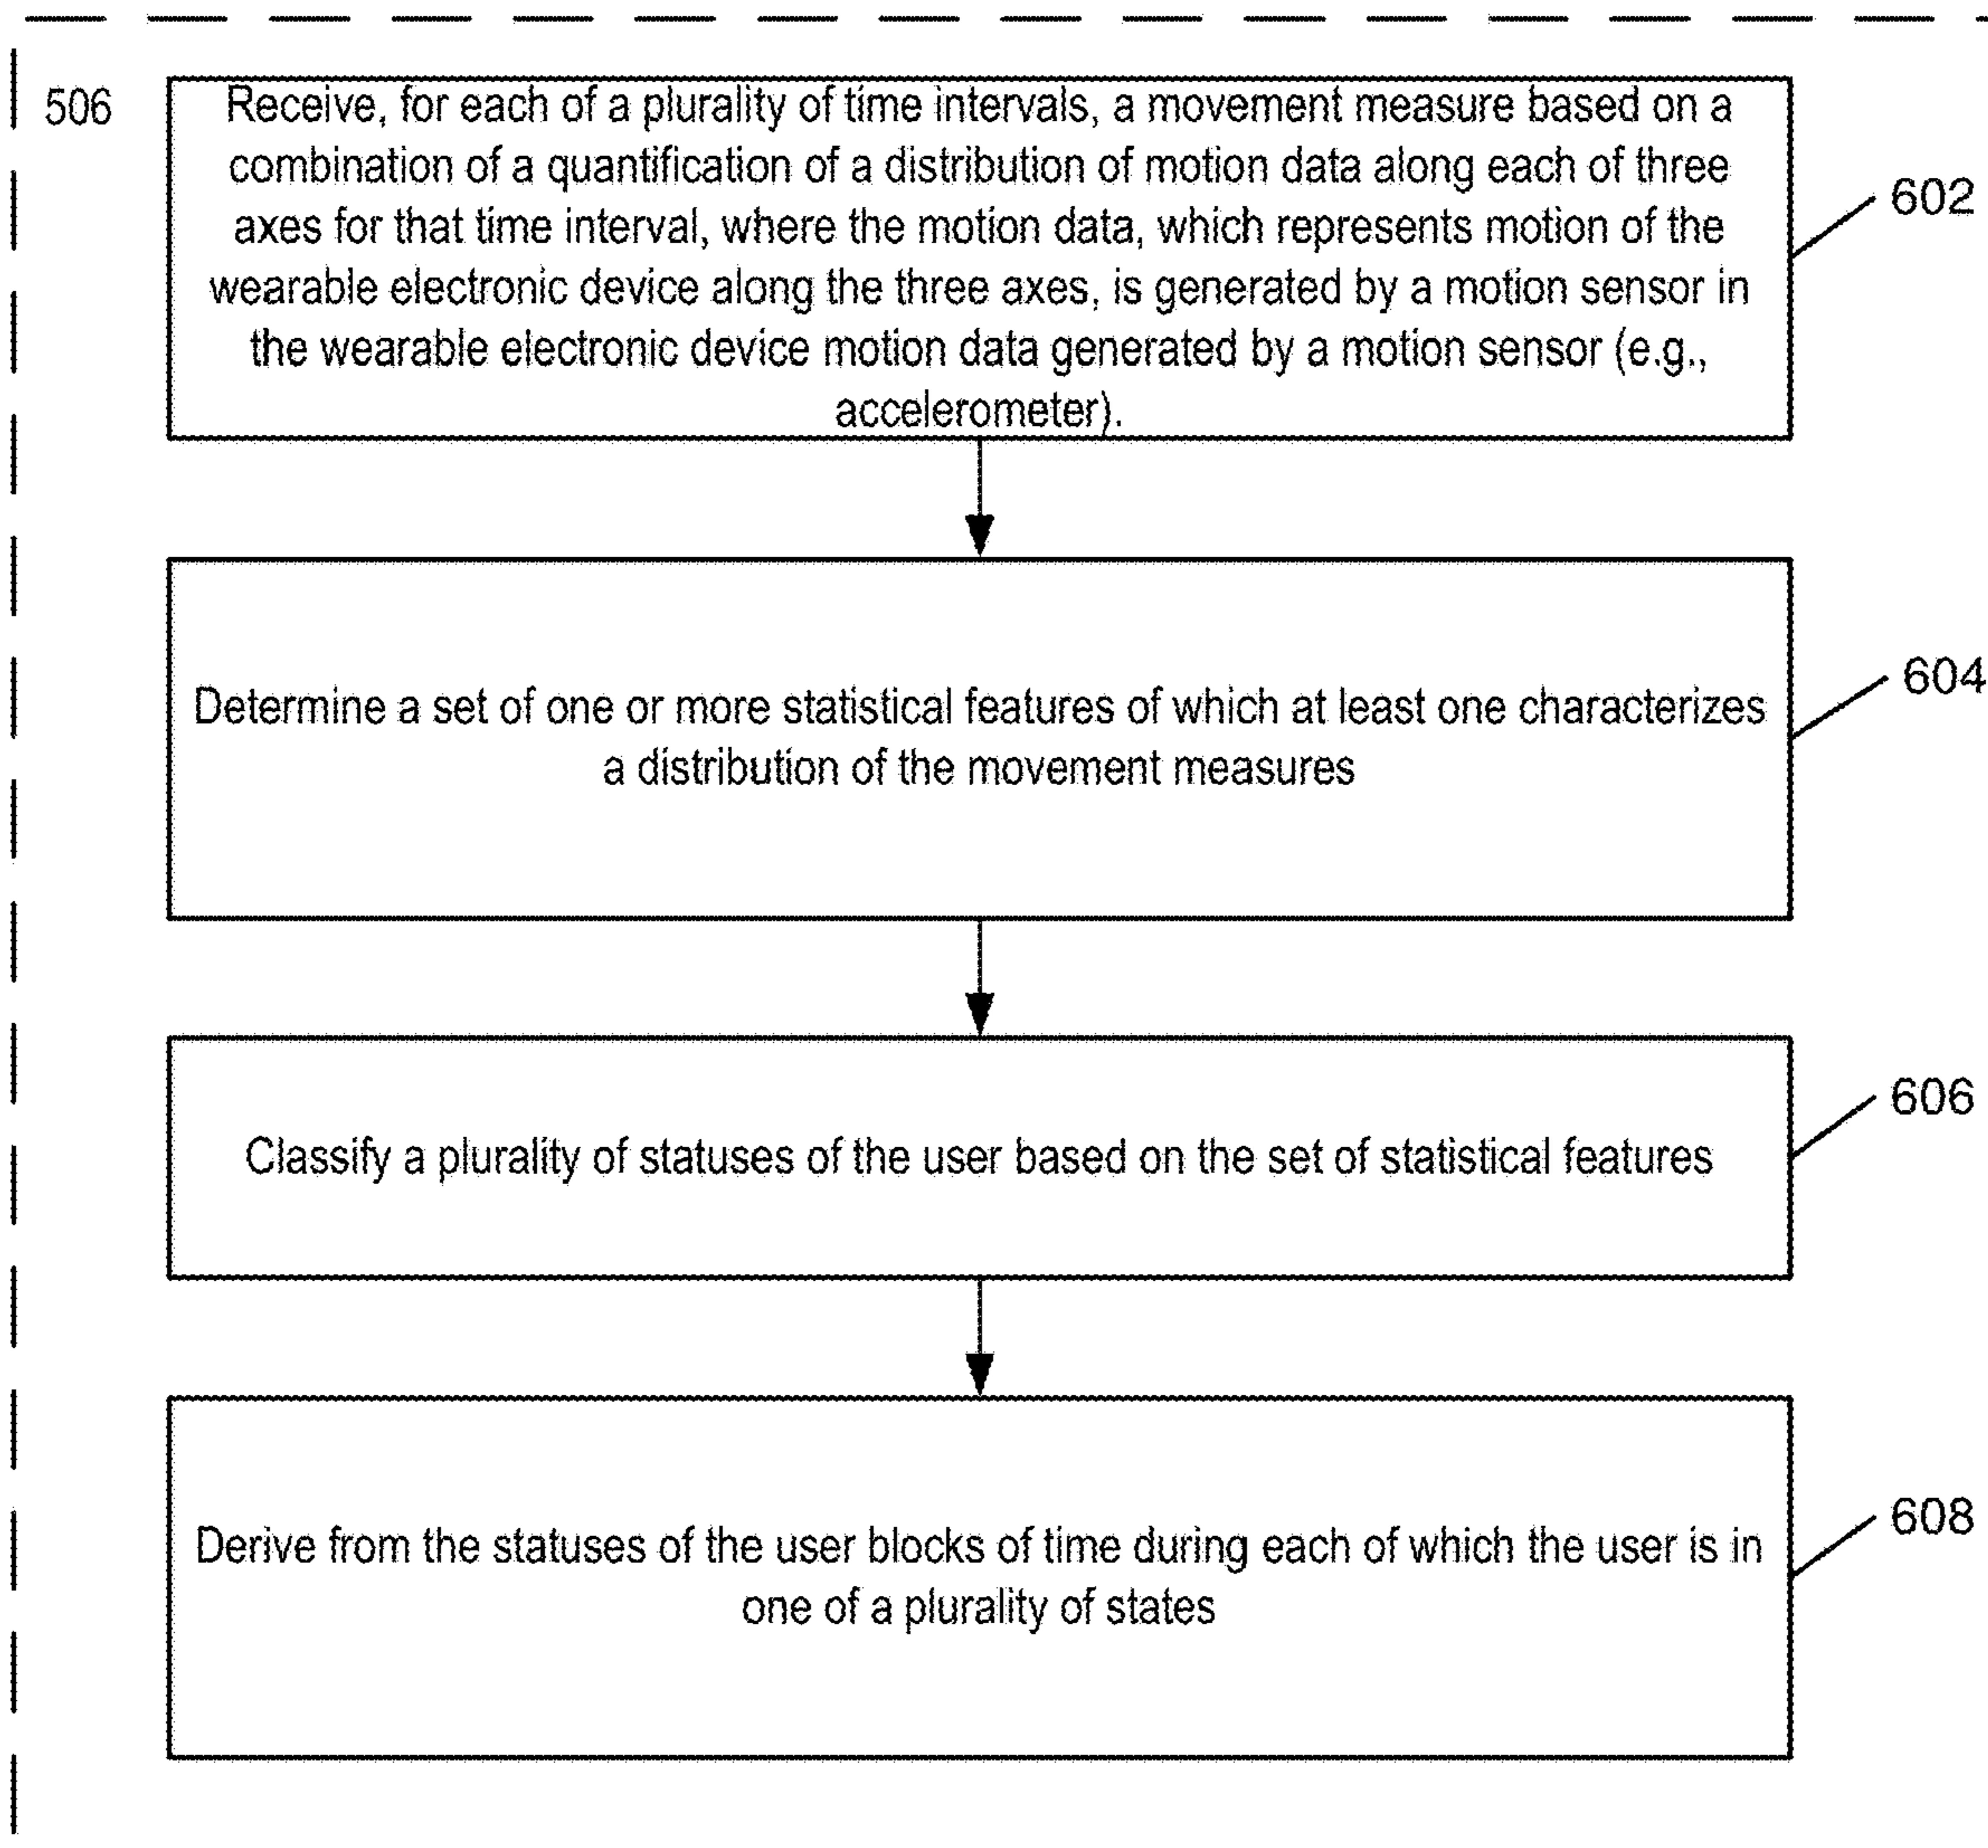 506
Receive, for each of a plurality of time intervals, a movement measure based on a
combination of a quantification of a distribution of motion data along each of three
axes for that time interval, where the motion data, which represents motion of the
wearable electronic device along the three axes, is generated by a motion sensor in
the wearable electronic device motion data generated by a motion sensor (e.g.,
accelerometer).
602
Determine a set of one or more statistical features of which at least one characterizes
a distribution of the movement measures
604
Classify a plurality of statuses of the user based on the set of statistical features
606
Derive from the statuses of the user blocks of time during each of which the user is in
one of a plurality of states
608